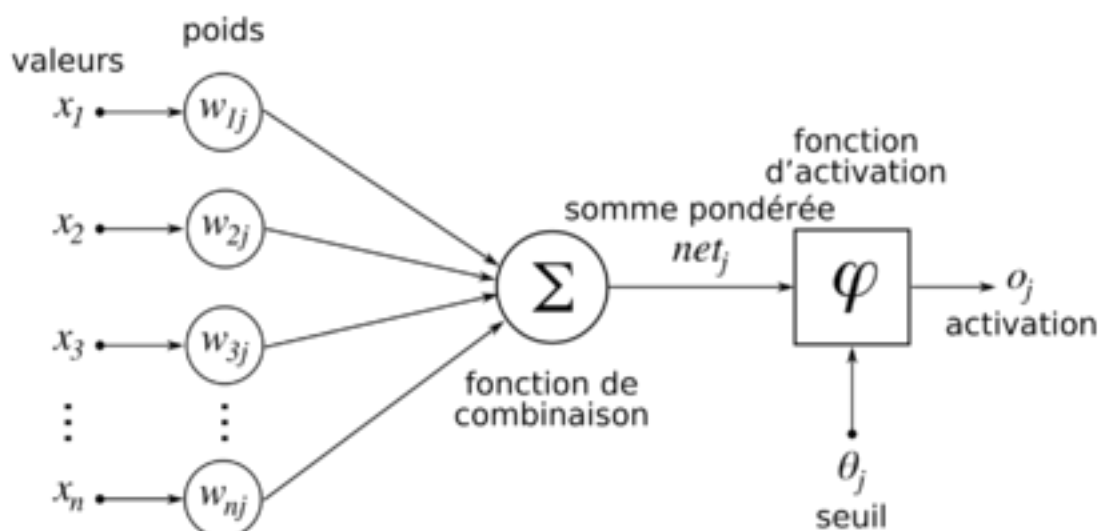 poids
valeurs
x₁ w₁ⱼ
x₂ w₂ⱼ
x₃ w₃ⱼ
⋮ ⋮
xₙ wₙⱼ
Σ
fonction de
combinaison
somme pondérée
netⱼ
fonction
d'activation
φ
oⱼ
activation
θⱼ
seuil